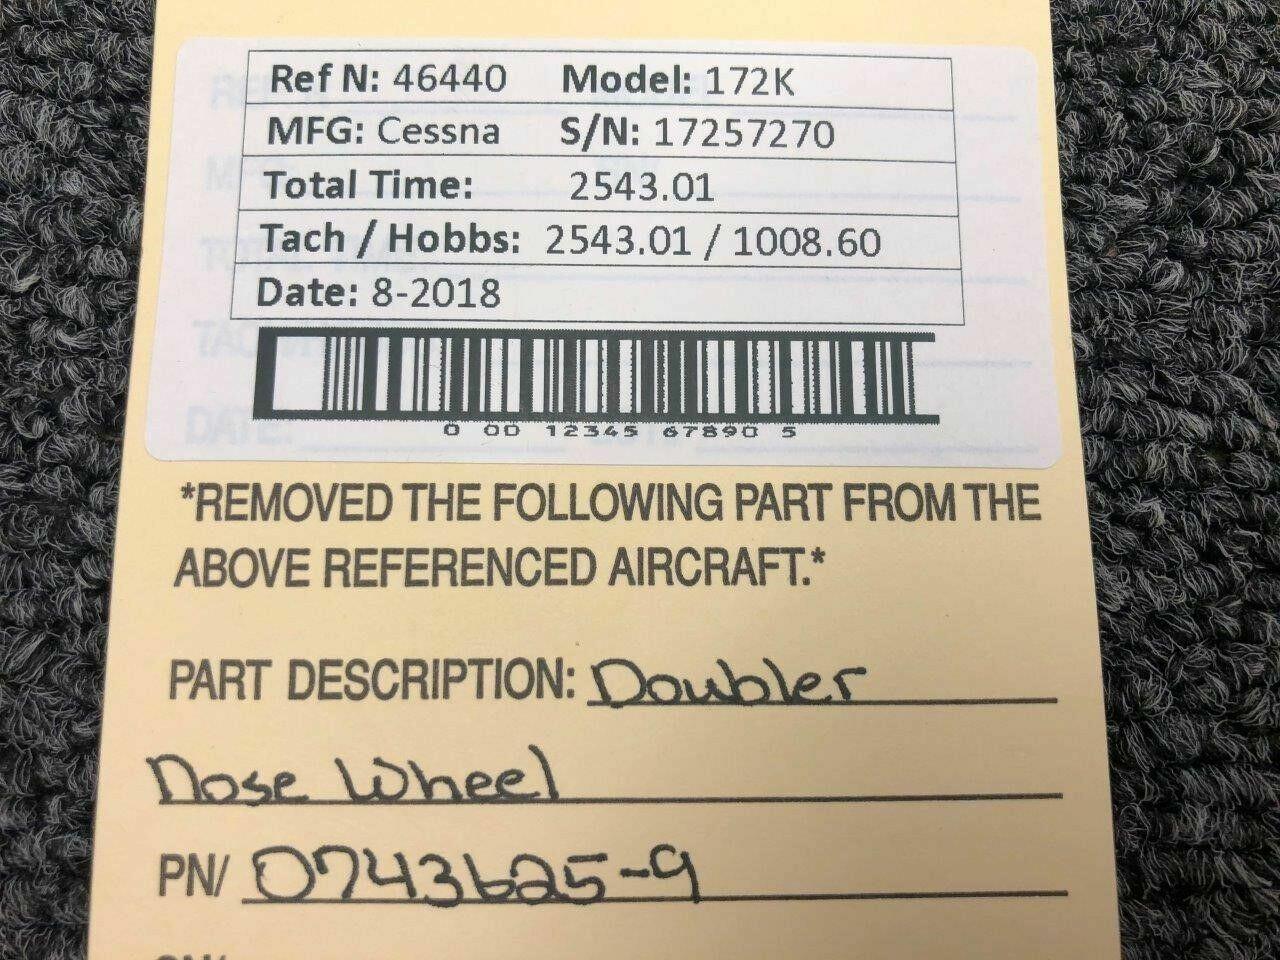 Ref N: 46440 Model: 172K
MFG: Cessna S/N: 17257270
Total Time: 2543.01
Tach / Hobbs: 2543.01 / 1008.60
Date: 8-2018
0 00 12345 67890 5
*REMOVED THE FOLLOWING PART FROM THE
ABOVE REFERENCED AIRCRAFT.*
PART DESCRIPTION: Doubler
Nose Wheel
PN/ 0743625-9